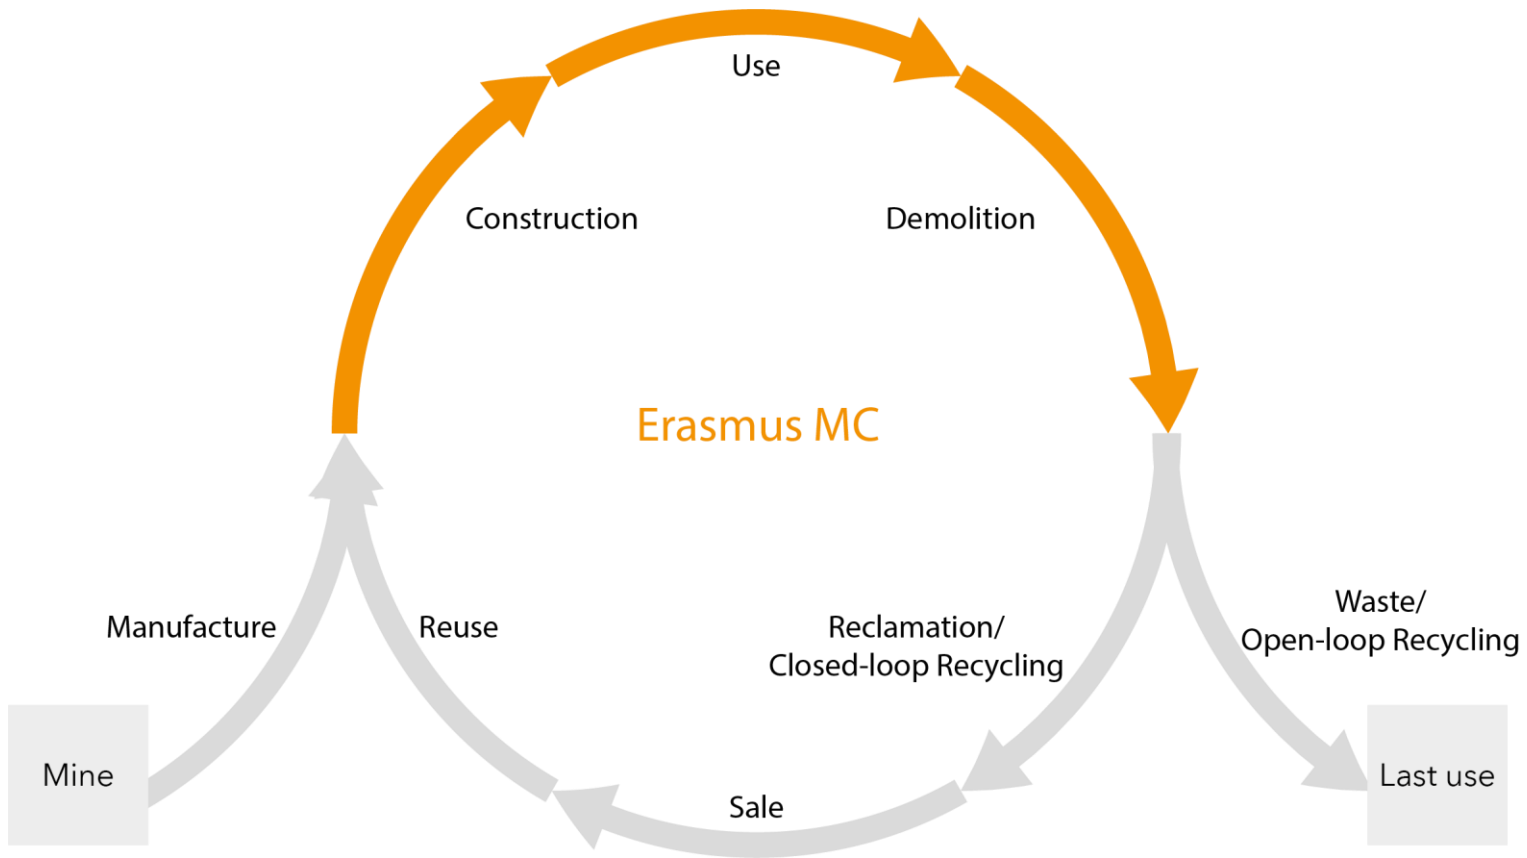 Use
Construction
Demolition
Erasmus MC
Manufacture
Reuse
Reclamation/
Closed-loop Recycling
Waste/
Open-loop Recycling
Mine
Sale
Last use